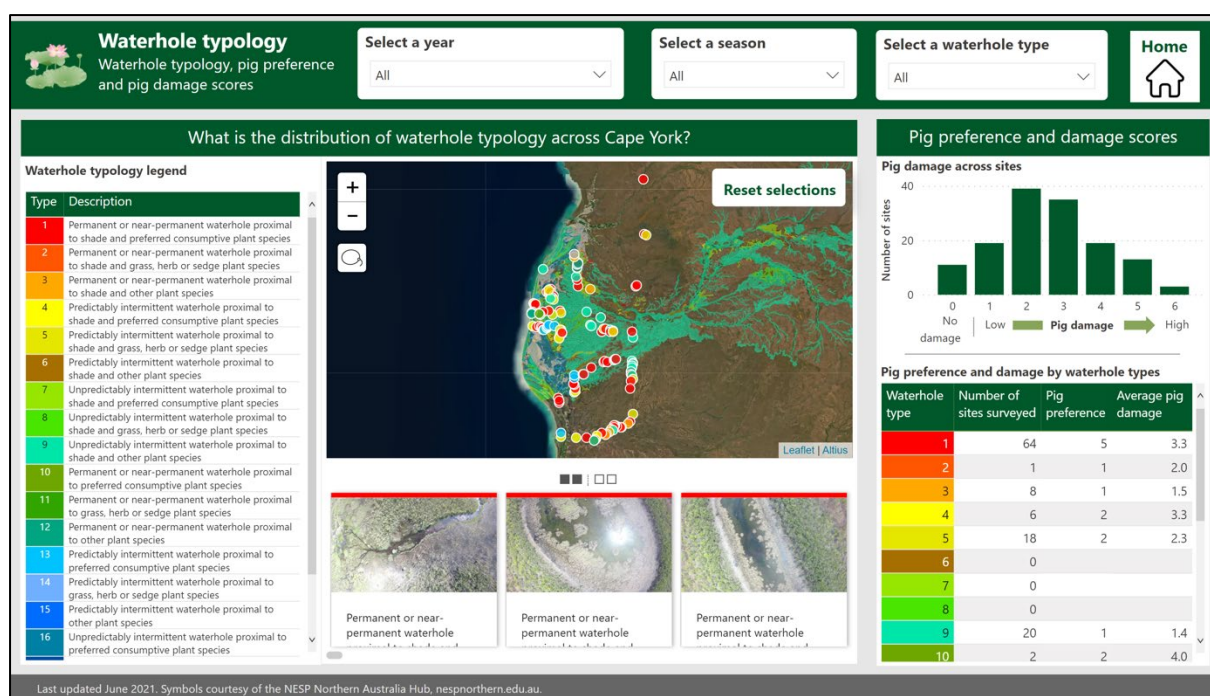 Waterhole typology
Waterhole typology, pig preference
and pig damage scores
Select a year
All
Select a season
All
Select a waterhole type
All
Home
What is the distribution of waterhole typology across Cape York?
Waterhole typology legend
Type Description
1 Permanent or near-permanent waterhole proximal
to shade and preferred consumptive plant species
2 Permanent or near-permanent waterhole proximal
to shade and grass, herb or sedge plant species
3 Permanent or near-permanent waterhole proximal
to shade and other plant species
4 Predictably intermittent waterhole proximal to
shade and preferred consumptive plant species
5 Predictably intermittent waterhole proximal to
shade and grass, herb or sedge plant species
6 Predictably intermittent waterhole proximal to
shade and other plant species
7 Unpredictably intermittent waterhole proximal to
shade and preferred consumptive plant species
8 Unpredictably intermittent waterhole proximal to
shade and grass, herb or sedge plant species
9 Unpredictably intermittent waterhole proximal to
shade and other plant species
10 Permanent or near-permanent waterhole proximal
to preferred consumptive plant species
11 Permanent or near-permanent waterhole proximal
to grass, herb or sedge plant species
12 Permanent or near-permanent waterhole proximal
to other plant species
13 Predictably intermittent waterhole proximal to
preferred consumptive plant species
14 Predictably intermittent waterhole proximal to
grass, herb or sedge plant species
15 Predictably intermittent waterhole proximal to
other plant species
16 Unpredictably intermittent waterhole proximal to
preferred consumptive plant species
+
−
Reset selections
Leaflet | Altius
Permanent or near-
permanent waterhole
proximal to shade and
Permanent or near-
permanent waterhole
proximal to shade and
Permanent or near-
permanent waterhole
proximal to shade and
Pig preference and damage scores
Pig damage across sites
Number of sites
40
20
0
0 1 2 3 4 5 6
No
damage
Low
Pig damage
High
Pig preference and damage by waterhole types
Waterhole
type
Number of
sites surveyed
Pig
preference
Average pig
damage
1 64 5 3.3
2 1 1 2.0
3 8 1 1.5
4 6 2 3.3
5 18 2 2.3
6 0
7 0
8 0
9 20 1 1.4
10 2 2 4.0
Last updated June 2021. Symbols courtesy of the NESP Northern Australia Hub, nespnorthern.edu.au.